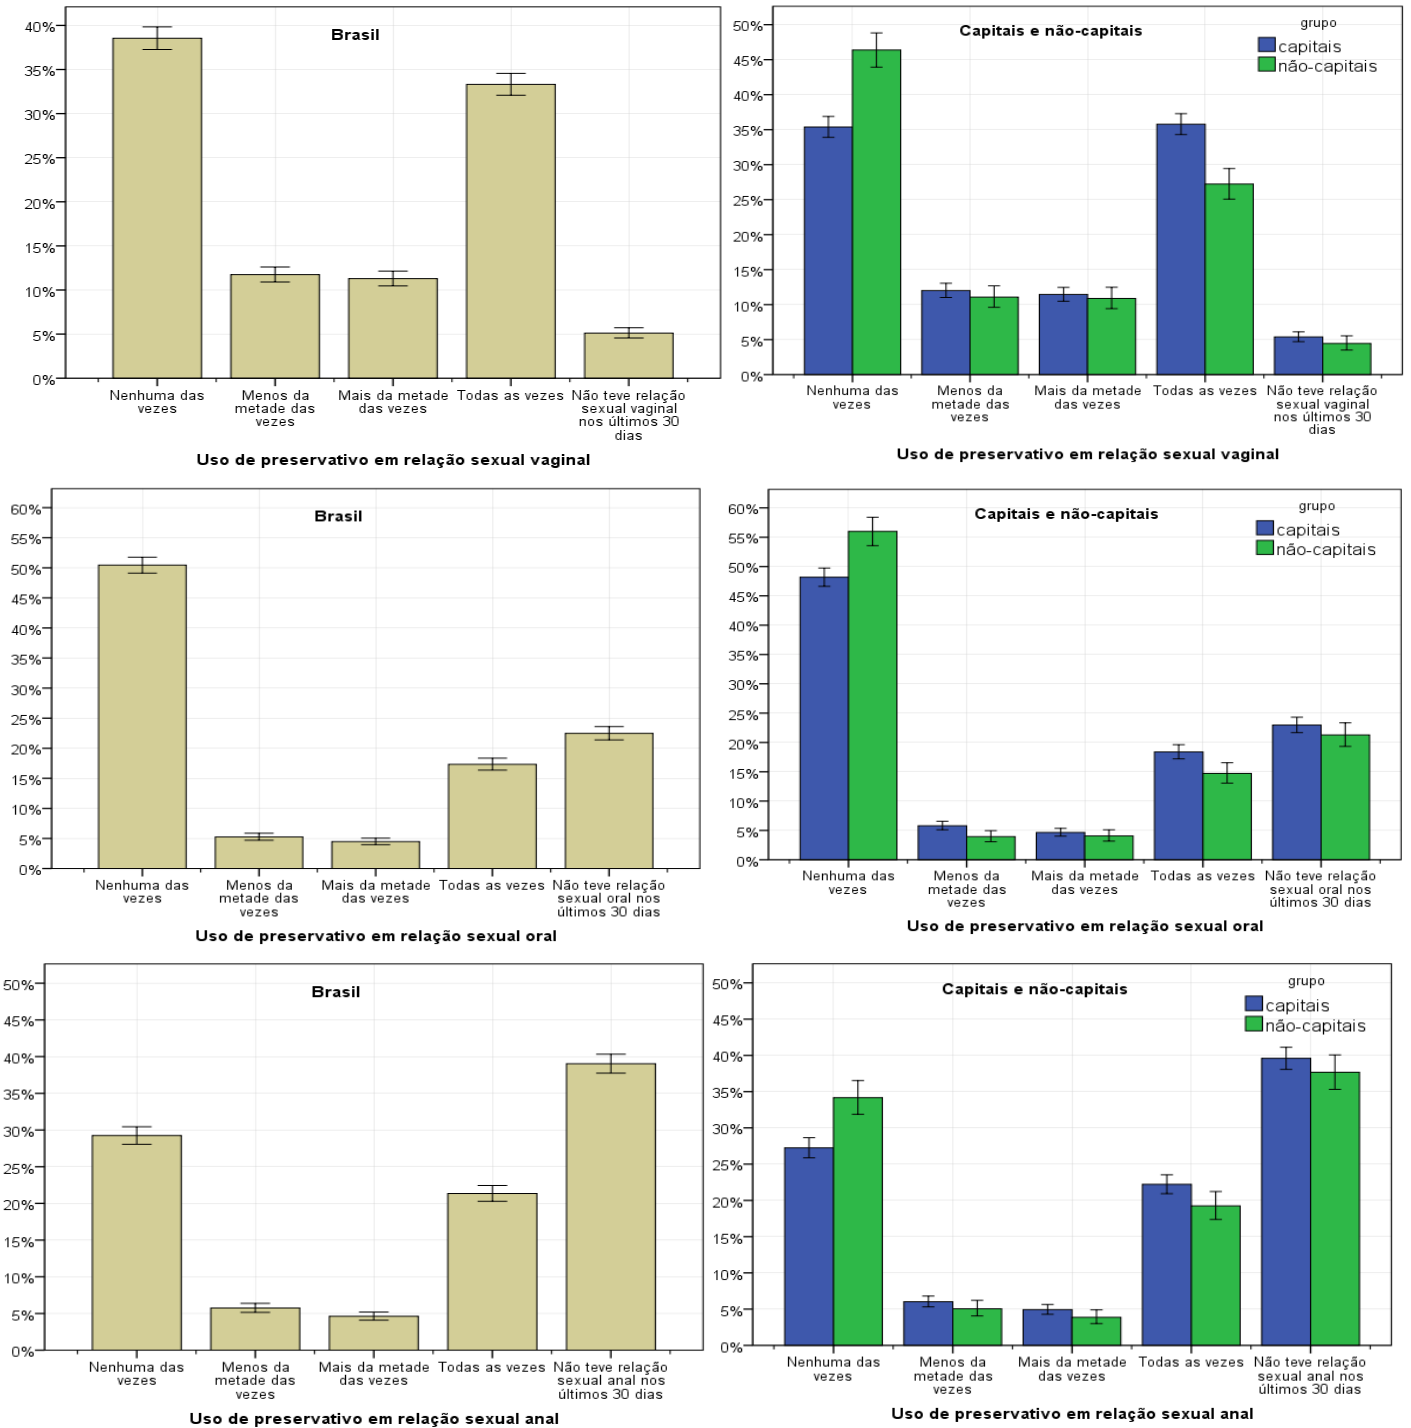 Brasil
40%
35%
30%
25%
20%
15%
10%
5%
0%
Nenhuma das
vezes
Menos da
metade das
vezes
Mais da metade
das vezes
Todas as vezes
Não teve relação
sexual vaginal
nos últimos 30
dias
Uso de preservativo em relação sexual vaginal
Capitais e não-capitais
grupo
capitais
não-capitais
50%
45%
40%
35%
30%
25%
20%
15%
10%
5%
0%
Nenhuma das
vezes
Menos da
metade das
vezes
Mais da metade
das vezes
Todas as vezes
Não teve relação
sexual vaginal
nos últimos 30
dias
Uso de preservativo em relação sexual vaginal
Brasil
60%
55%
50%
45%
40%
35%
30%
25%
20%
15%
10%
5%
0%
Nenhuma das
vezes
Menos da
metade das
vezes
Mais da metade
das vezes
Todas as vezes
Não teve relação
sexual oral nos
últimos 30 dias
Uso de preservativo em relação sexual oral
Capitais e não-capitais
grupo
capitais
não-capitais
60%
55%
50%
45%
40%
35%
30%
25%
20%
15%
10%
5%
0%
Nenhuma das
vezes
Menos da
metade das
vezes
Mais da metade
das vezes
Todas as vezes
Não teve relação
sexual oral nos
últimos 30 dias
Uso de preservativo em relação sexual oral
Brasil
50%
45%
40%
35%
30%
25%
20%
15%
10%
5%
0%
Nenhuma das
vezes
Menos da
metade das
vezes
Mais da metade
das vezes
Todas as vezes
Não teve relação
sexual anal nos
últimos 30 dias
Uso de preservativo em relação sexual anal
Capitais e não-capitais
grupo
capitais
não-capitais
50%
45%
40%
35%
30%
25%
20%
15%
10%
5%
0%
Nenhuma das
vezes
Menos da
metade das
vezes
Mais da metade
das vezes
Todas as vezes
Não teve relação
sexual anal nos
últimos 30 dias
Uso de preservativo em relação sexual anal